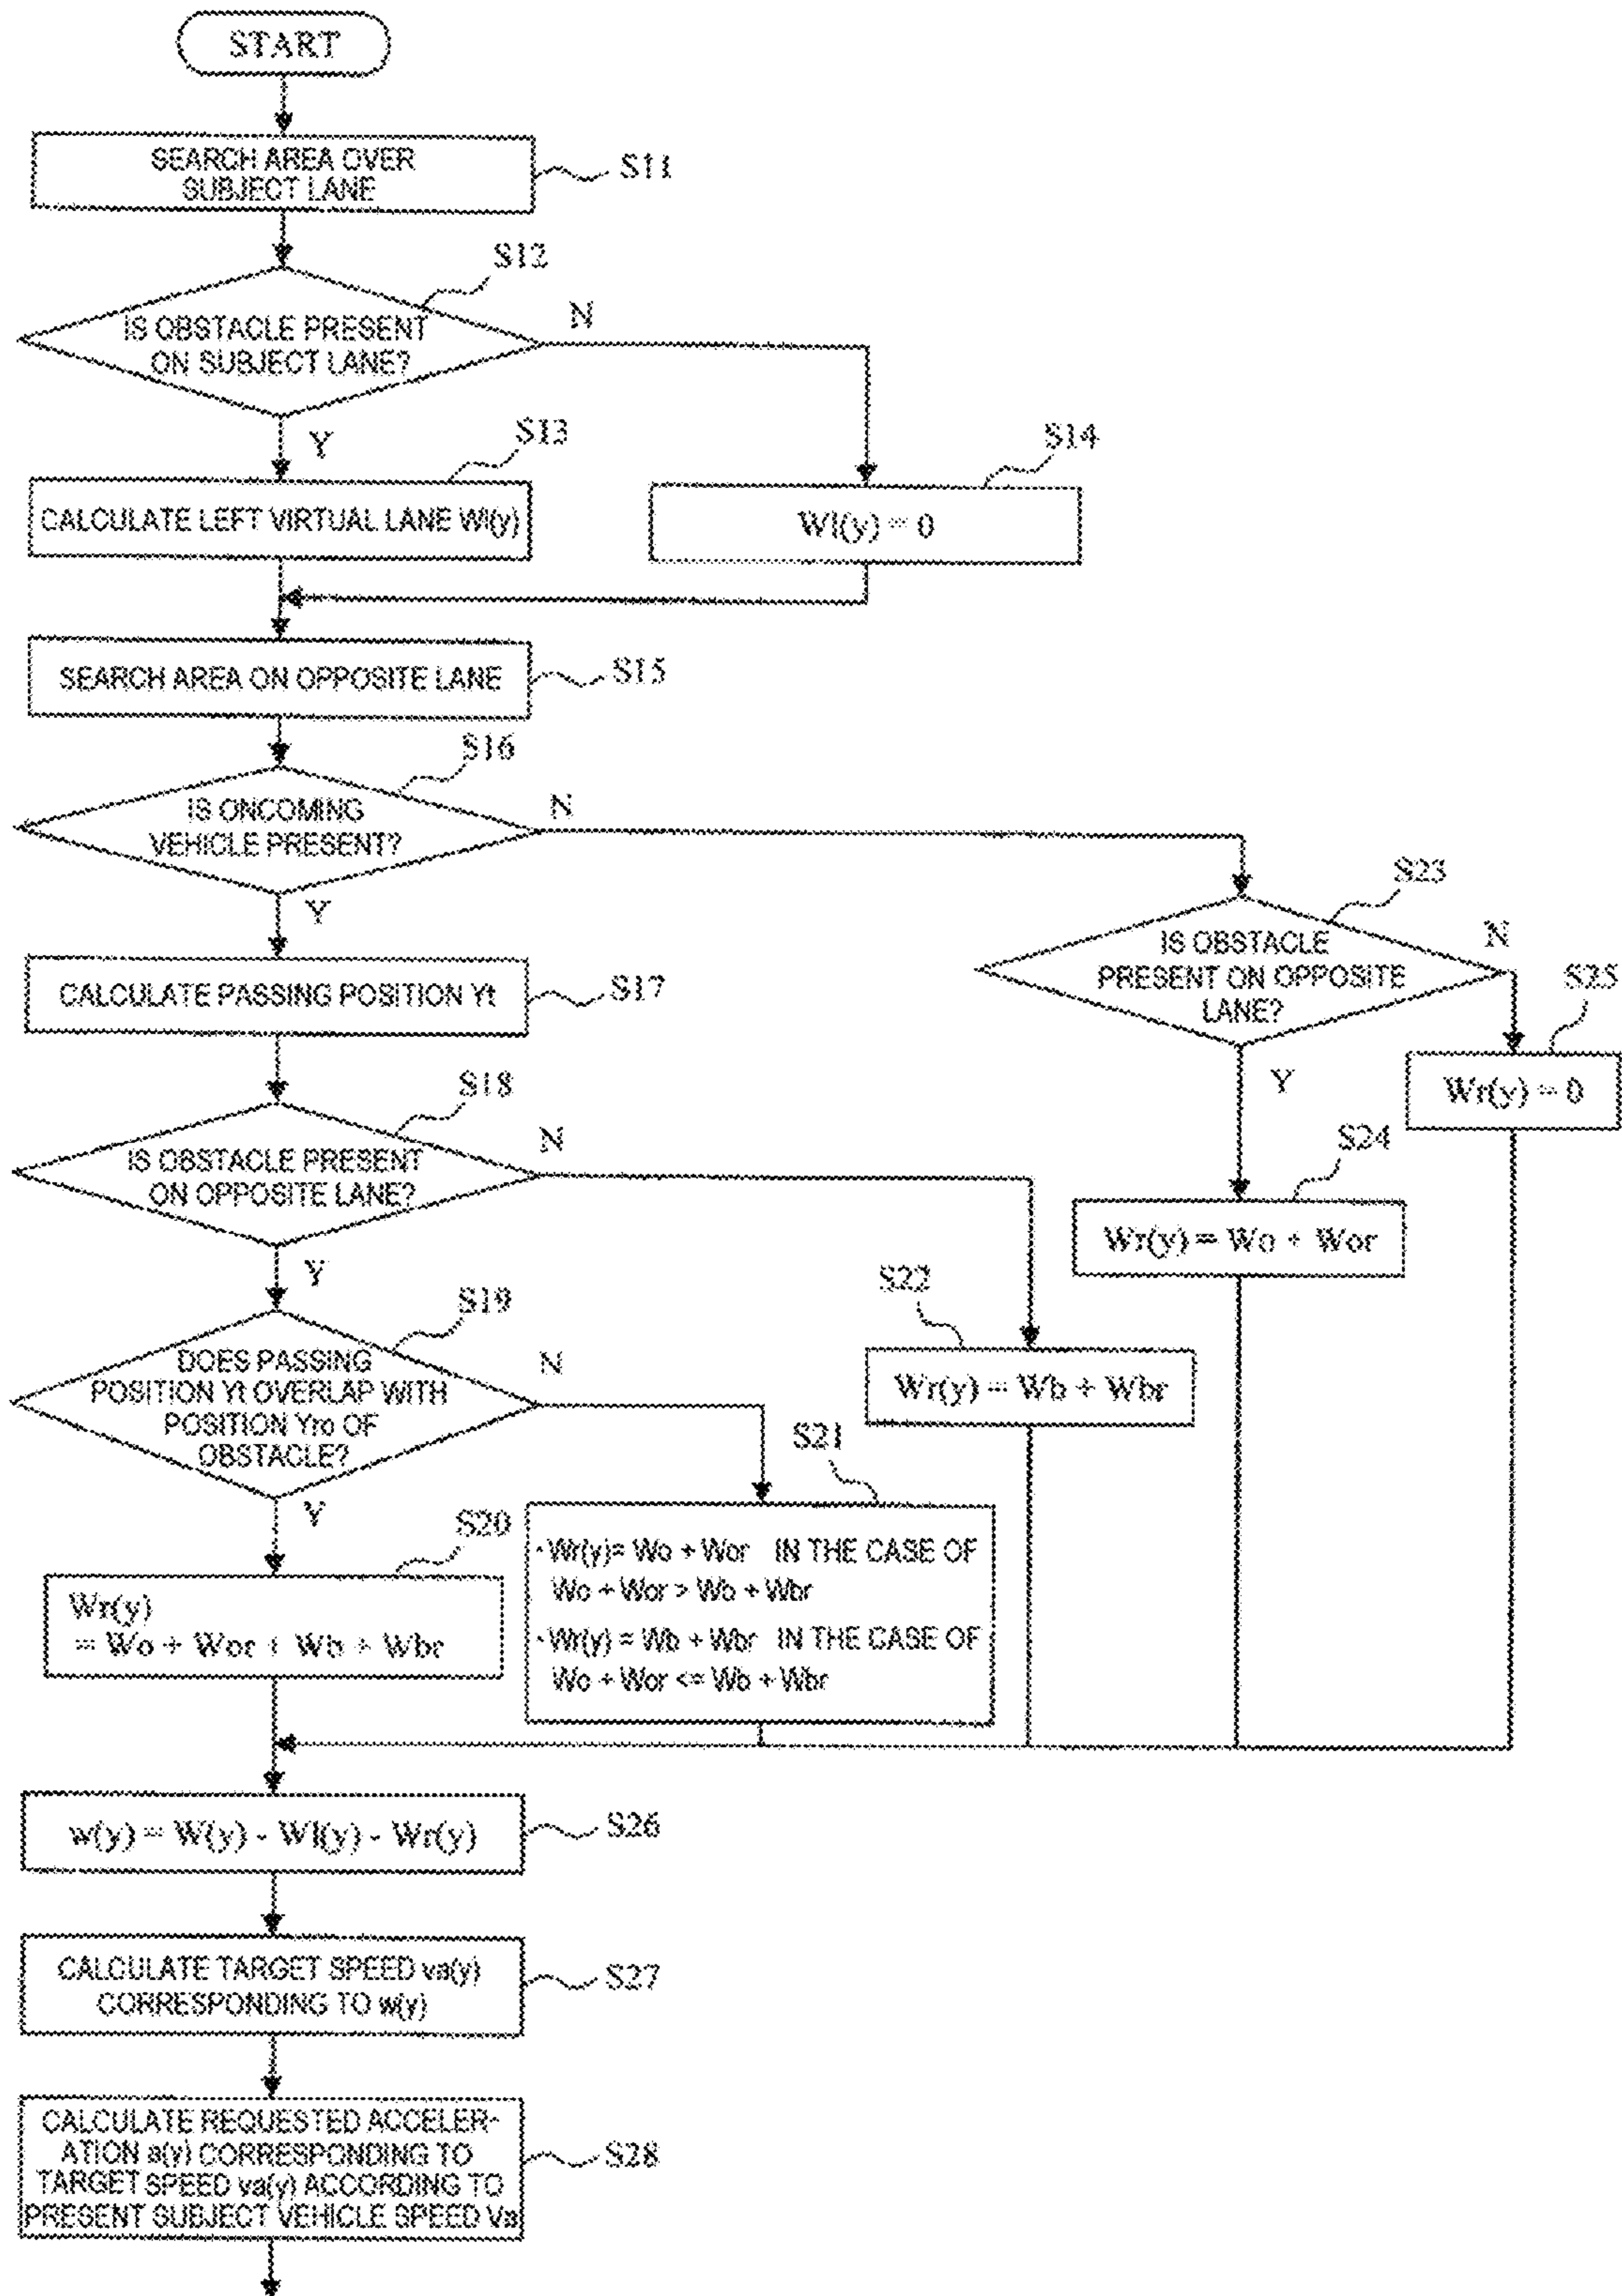 START
SEARCH AREA OVER
SUBJECT LANE
S11
S12
IS OBSTACLE PRESENT
ON SUBJECT LANE?
N
Y
S13
S14
CALCULATE LEFT VIRTUAL LANE Wl(y)
Wl(y) = 0
SEARCH AREA ON OPPOSITE LANE
S15
S16
IS ONCOMING
VEHICLE PRESENT?
N
Y
S23
IS OBSTACLE
PRESENT ON OPPOSITE
LANE?
N
Y
S25
CALCULATE PASSING POSITION Yt
S17
Wr(y) = 0
S18
IS OBSTACLE PRESENT
ON OPPOSITE LANE?
N
Y
S24
Wr(y) = Wo + Wor
S22
Wr(y) = Wb + Wbr
S19
DOES PASSING
POSITION Yt OVERLAP WITH
POSITION Yro OF
OBSTACLE?
N
Y
S21
· Wr(y)= Wo + Wor IN THE CASE OF
Wo + Wor > Wb + Wbr
· Wr(y) = Wb + Wbr IN THE CASE OF
Wo + Wor <= Wb + Wbr
S20
Wr(y)
= Wo + Wor + Wb + Wbr
w(y) = W(y) - Wl(y) - Wr(y)
S26
CALCULATE TARGET SPEED va(y)
CORRESPONDING TO w(y)
S27
CALCULATE REQUESTED ACCELER-
ATION a(y) CORRESPONDING TO
TARGET SPEED va(y) ACCORDING TO
PRESENT SUBJECT VEHICLE SPEED Va
S28